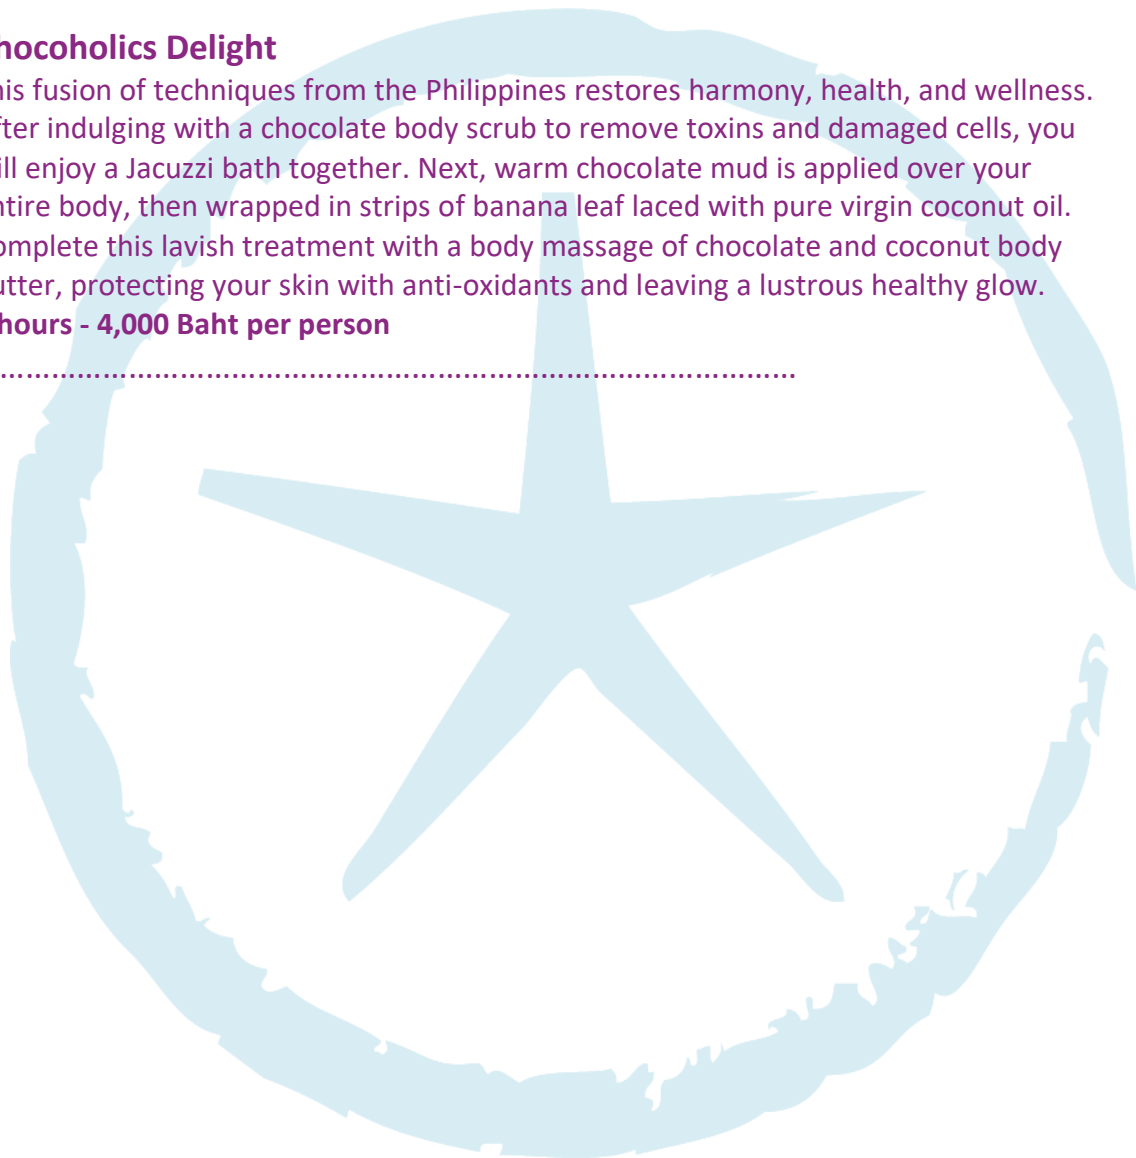 hocoholics Delight
his fusion of techniques from the Philippines restores harmony, health, and wellness.
fter indulging with a chocolate body scrub to remove toxins and damaged cells, you
ill enjoy a Jacuzzi bath together. Next, warm chocolate mud is applied over your
ntire body, then wrapped in strips of banana leaf laced with pure virgin coconut oil.
omplete this lavish treatment with a body massage of chocolate and coconut body
utter, protecting your skin with anti-oxidants and leaving a lustrous healthy glow.
hours - 4,000 Baht per person